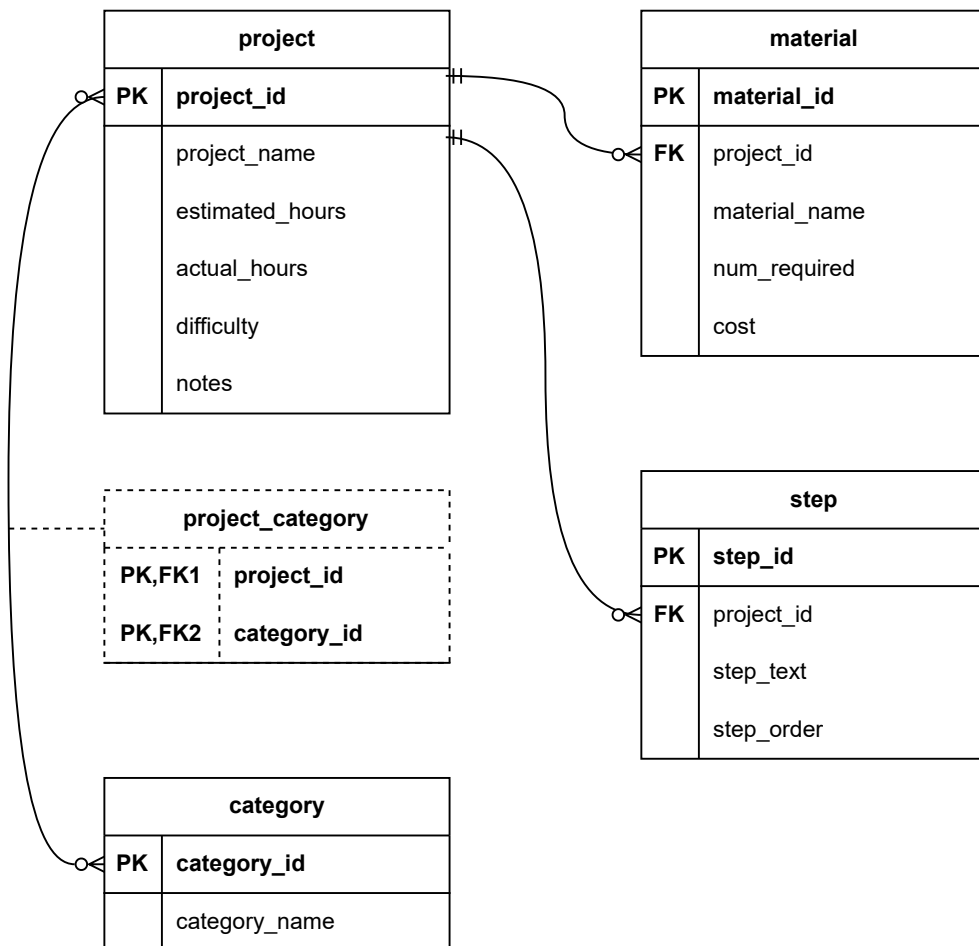 project
PK project_id
project_name
estimated_hours
actual_hours
difficulty
notes
material
PK material_id
FK project_id
material_name
num_required
cost
project_category
PK,FK1 project_id
PK,FK2 category_id
step
PK step_id
FK project_id
step_text
step_order
category
PK category_id
category_name